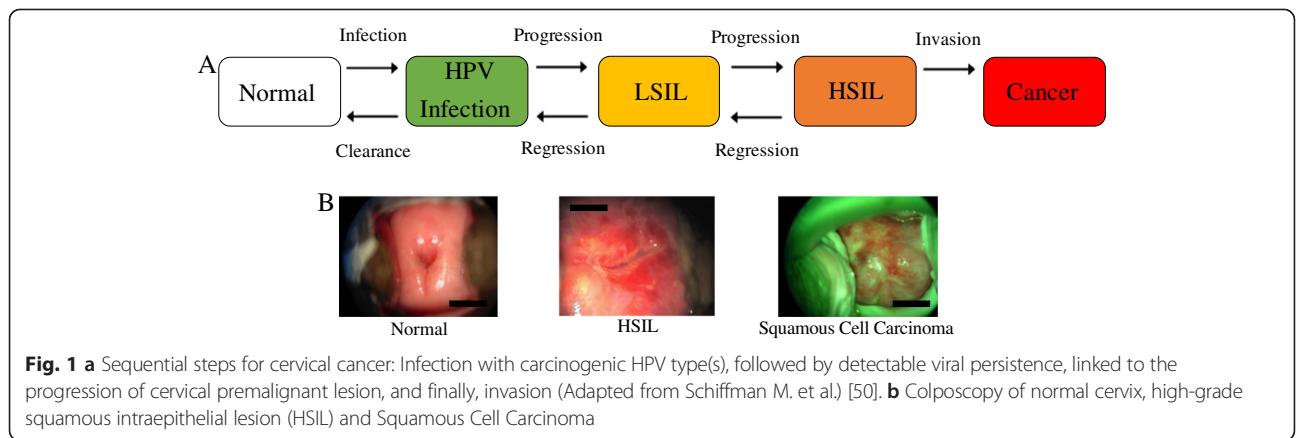 Infection Progression Progression Invasion
A Normal HPV Infection LSIL HSIL Cancer
Clearance Regression Regression
B
Normal HSIL Squamous Cell Carcinoma
Fig. 1 a Sequential steps for cervical cancer: Infection with carcinogenic HPV type(s), followed by detectable viral persistence, linked to the
progression of cervical premalignant lesion, and finally, invasion (Adapted from Schiffman M. et al.) [50]. b Colposcopy of normal cervix, high-grade
squamous intraepithelial lesion (HSIL) and Squamous Cell Carcinoma